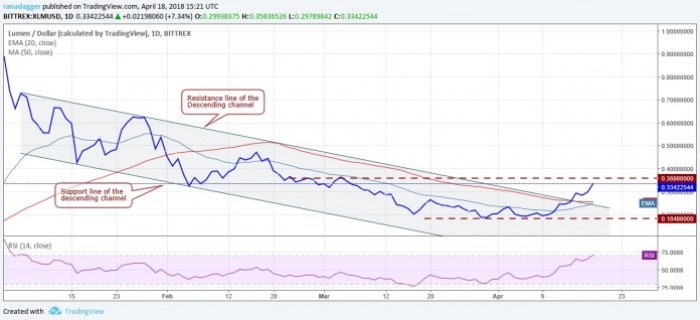 ranadagger published on TradingView.com, April 18, 2018 15:21 UTC
BITTREX:XLMUSD, 1D 0.33422544 ▲ +0.02198060 (+7.34%) O:0.29938375 H:0.35836526 L:0.29789842 C:0.33422544
Lumen / Dollar (calculated by TradingView), 1D, BITTREX
EMA (20, close)
MA (50, close)
1.00000000
0.90000000
0.80000000
0.70000000
0.60000000
0.50000000
0.40000000
0.36000000
0.33422544
EMA
0.18400000
Resistance line of the
Descending channel
Support line of the
descending channel
RSI (14, close)
75.0000
RSI
50.0000
25.0000
15
23
Feb
12
20
Mar
12
20
Apr
9
23
Created with TradingView